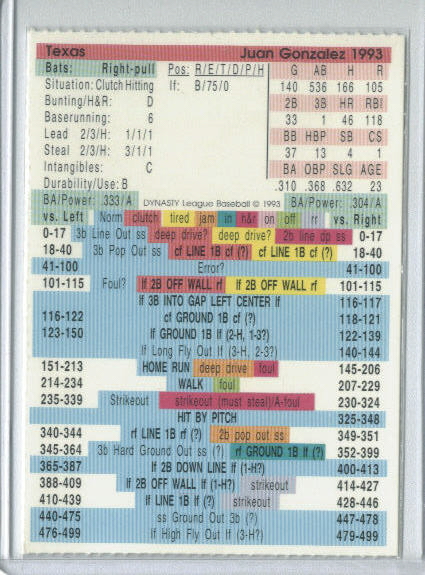 Texas Juan Gonzalez 1993
Bats: Right-pull Pos: R/E/T/D/P/H G AB H R
Situation: Clutch Hitting lf: B/75/0 140 536 166 105
Bunting/H&R: D 2B 3B HR RBI
Baserunning: 6 33 1 46 118
Lead 2/3/H: 1/1/1 BB HBP SB CS
Steal 2/3/H: 3/1/1 37 13 4 1
Intangibles: C BA OBP SLG AGE
Durability/Use: B .310 .368 .632 23
BA/Power: .333/A DYNASTY League Baseball © 1993 BA/Power: .304/A
vs. Left Norm clutch tired jam in h&r on off rr vs. Right
0-17 3b Line Out ss deep drive? deep drive? 2b line dp ss 0-17
18-40 3b Pop Out ss cf LINE 1B cf (?) cf LINE 1B cf (?) 18-40
41-100 Error? 41-100
101-115 Foul? lf 2B OFF WALL rf lf 2B OFF WALL rf 101-115
lf 3B INTO GAP LEFT CENTER lf 116-117
116-122 cf GROUND 1B cf (?) 118-121
123-150 lf GROUND 1B lf (2-H, 1-3?) 122-139
lf Long Fly Out lf (3-H, 2-3?) 140-144
151-213 HOME RUN deep drive foul 145-206
214-234 WALK foul 207-229
235-339 Strikeout strikeout (must steal)/A-foul 230-324
HIT BY PITCH 325-348
340-344 rf LINE 1B rf (?) 2b pop out ss 349-351
345-364 3b Hard Ground Out ss (?) rf GROUND 1B lf (?) 352-399
365-387 lf 2B DOWN LINE lf (1-H?) 400-413
388-409 lf 2B OFF WALL lf (1-H?) strikeout 414-427
410-439 lf LINE 1B lf (?) strikeout 428-446
440-475 ss Ground Out 3b (?) 447-478
476-499 lf High Fly Out lf (3-H?) 479-499